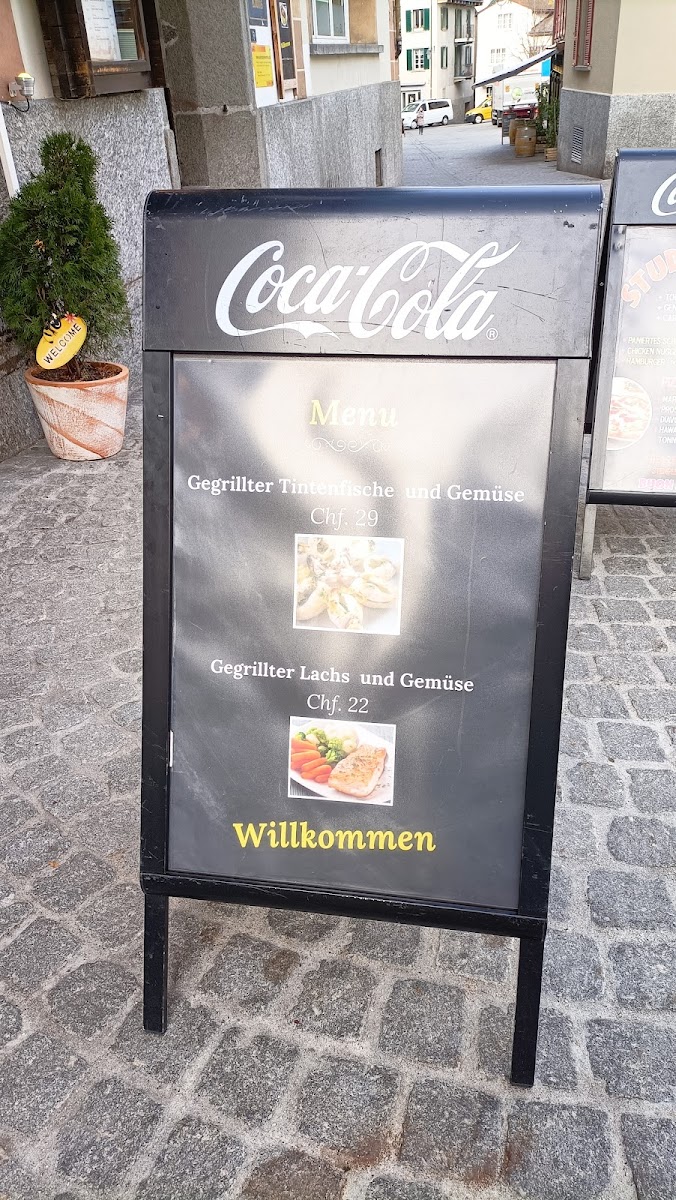 Coca-Cola®
Menu
Gegrillter Tintenfische und Gemüse
Chf. 29
Gegrillter Lachs und Gemüse
Chf. 22
Willkommen
WELCOME